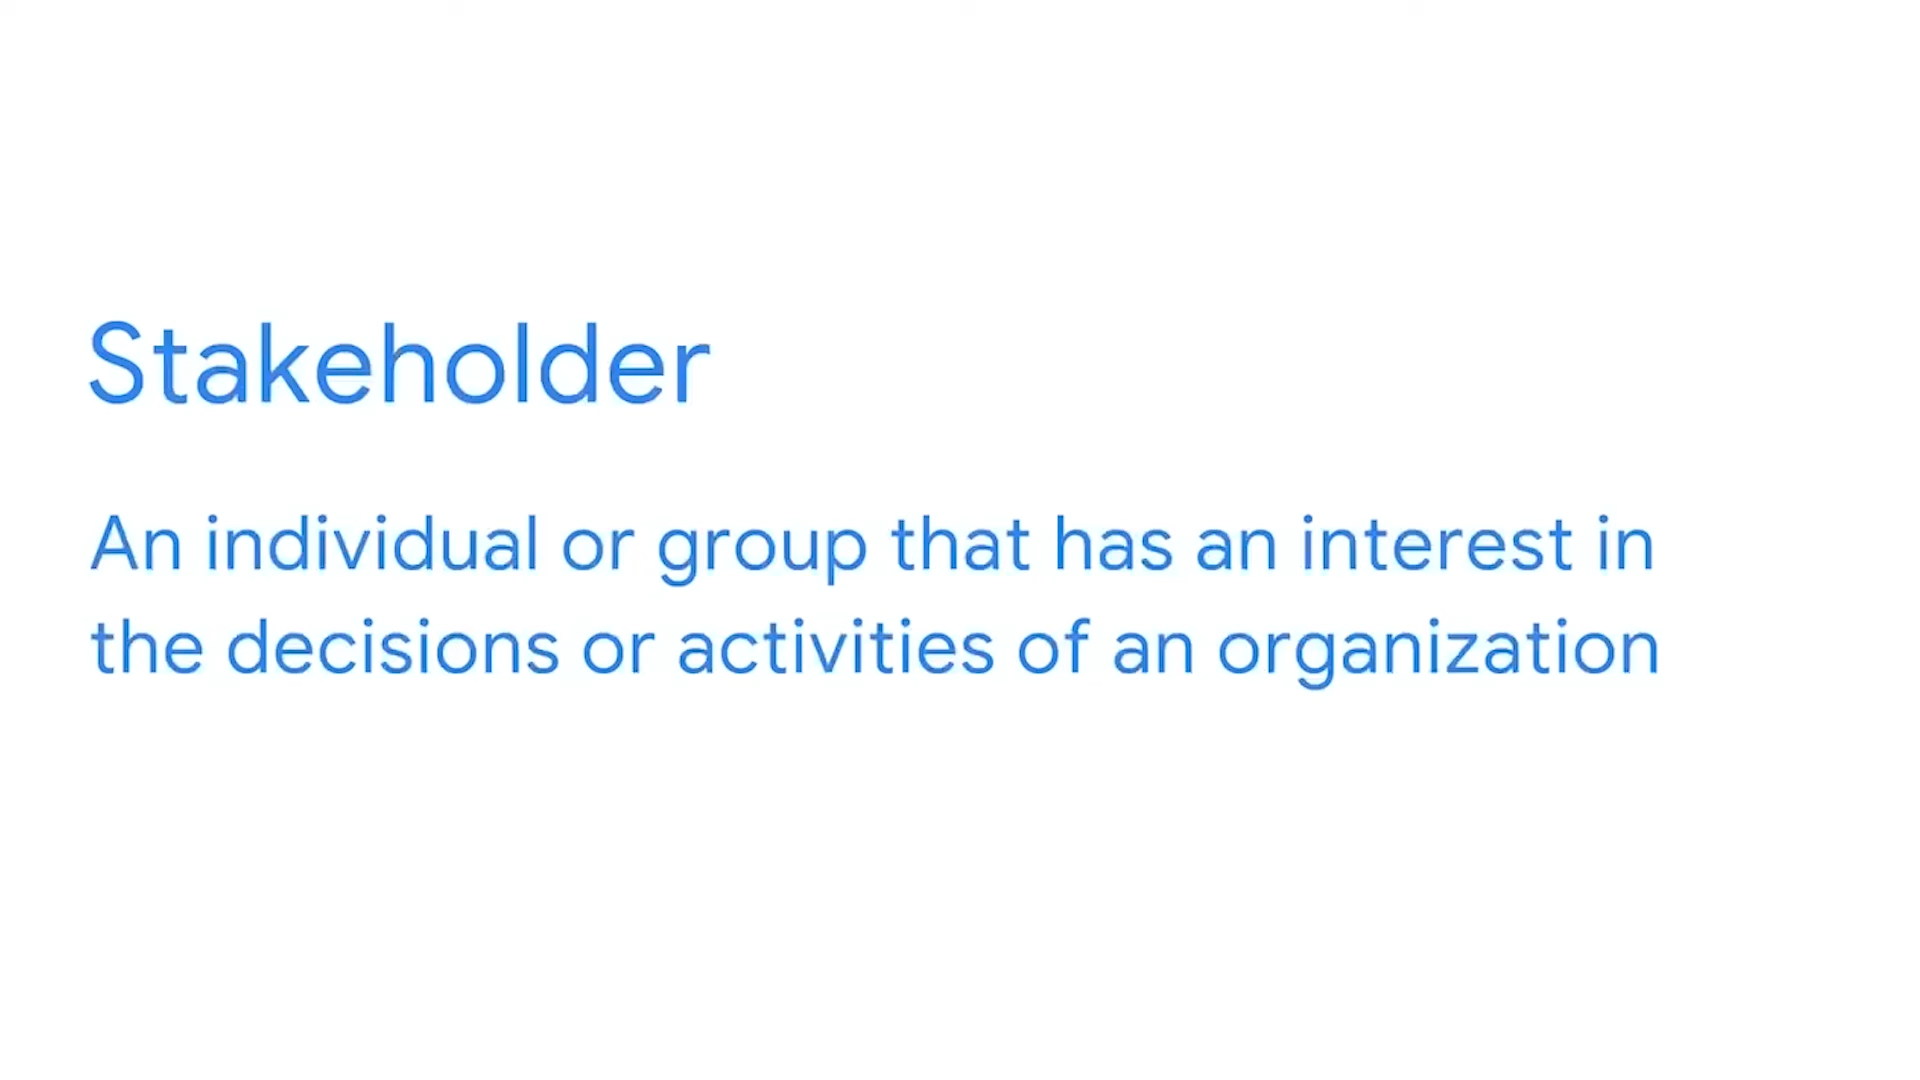 Stakeholder
An individual or group that has an interest in
the decisions or activities of an organization